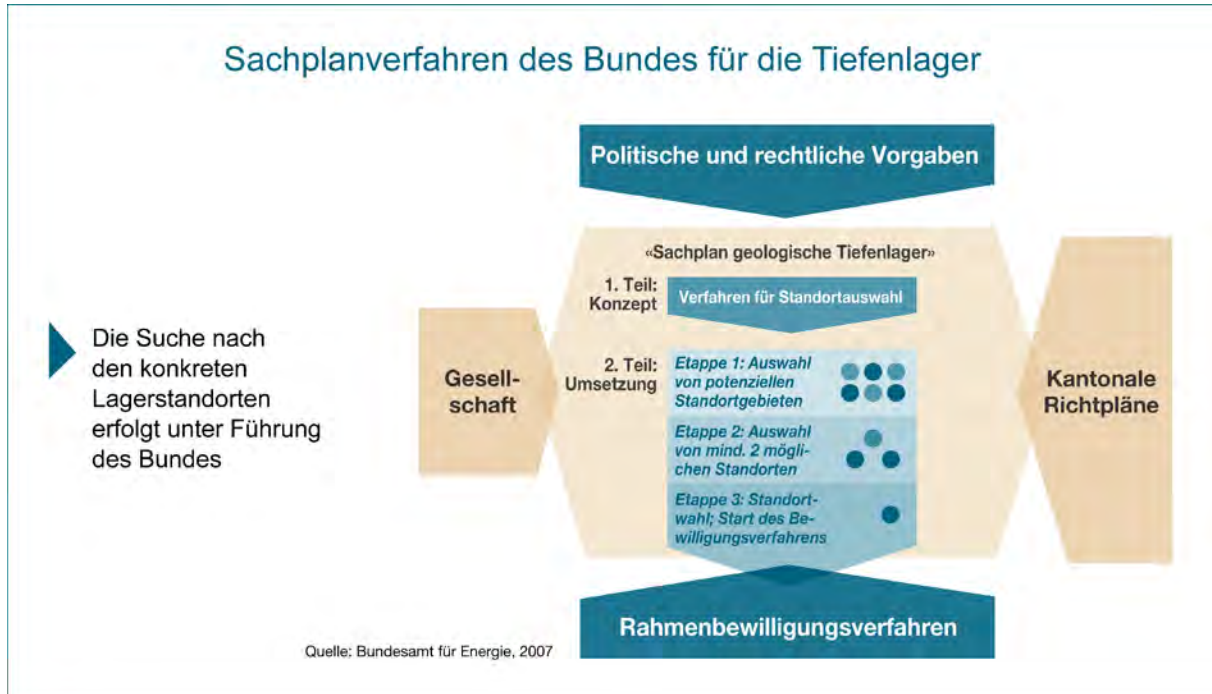 Sachplanverfahren des Bundes für die Tiefenlager
Politische und rechtliche Vorgaben
«Sachplan geologische Tiefenlager»
1. Teil:
Konzept
Verfahren für Standortauswahl
Die Suche nach
den konkreten
Lagerstandorten
erfolgt unter Führung
des Bundes
Gesell-
schaft
2. Teil:
Umsetzung
Etappe 1: Auswahl
von potenziellen
Standortgebieten
Etappe 2: Auswahl
von mind. 2 mögli-
chen Standorten
Etappe 3: Standort-
wahl; Start des Be-
willigungsverfahrens
Kantonale
Richtpläne
Rahmenbewilligungsverfahren
Quelle: Bundesamt für Energie, 2007